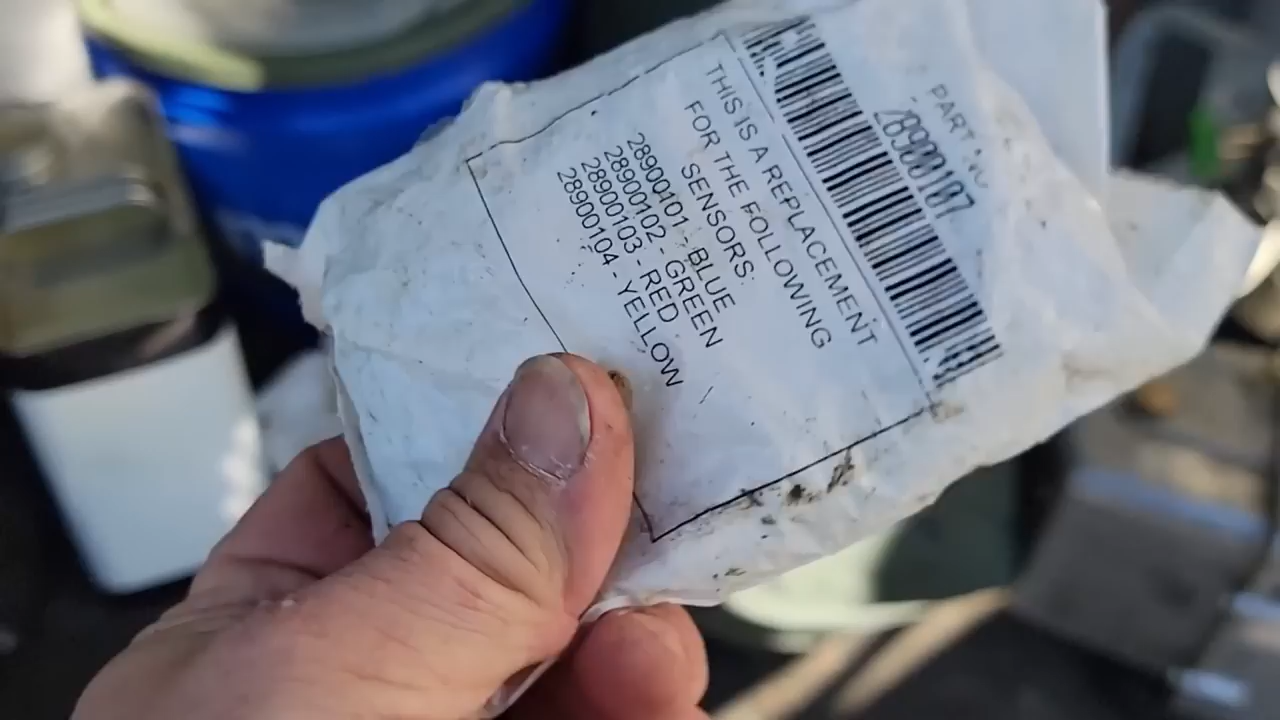 PART NO
28900107
THIS IS A REPLACEMENT
FOR THE FOLLOWING
SENSORS:
28900101 - BLUE
28900102 - GREEN
28900103 - RED
28900104 - YELLOW